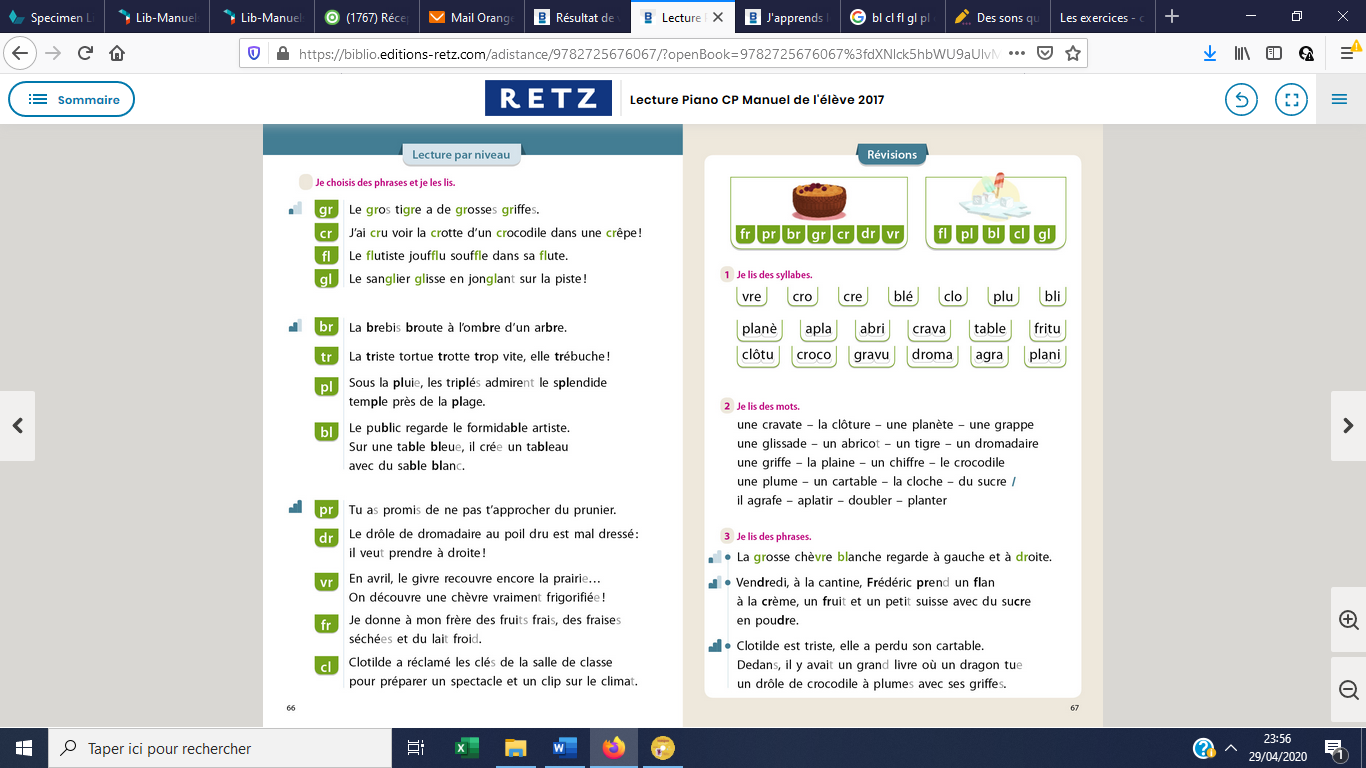 Specimen Li
Lib-Manuel
Lib-Manuel
(1767) Récep
Mail Orange
Résultat de v
Lecture P
J'apprends l
bl cl fl gl pl
Des sons qu
Les exercices - c
https://biblio.editions-retz.com/adistance/9782725676067/?openBook=9782725676067%3fdXNlck5hbWU9aUlvM
Sommaire
RETZ
Lecture Piano CP Manuel de l'élève 2017
Lecture par niveau
Je choisis des phrases et je les lis.
gr Le gros tigre a de grosses griffes.
cr J'ai cru voir la crotte d'un crocodile dans une crêpe !
fl Le flutiste joufflu souffle dans sa flute.
gl Le sanglier glisse en jonglant sur la piste !
br La brebis broute à l'ombre d'un arbre.
tr La triste tortue trotte trop vite, elle trébuche !
pl Sous la pluie, les triplés admirent le splendide
temple près de la plage.
bl Le public regarde le formidable artiste.
Sur une table bleue, il crée un tableau
avec du sable blanc.
pr Tu as promis de ne pas t'approcher du prunier.
dr Le drôle de dromadaire au poil dru est mal dressé :
il veut prendre à droite !
vr En avril, le givre recouvre encore la prairie…
On découvre une chèvre vraiment frigorifiée !
fr Je donne à mon frère des fruits frais, des fraises
séchées et du lait froid.
cl Clotilde a réclamé les clés de la salle de classe
pour préparer un spectacle et un clip sur le climat.
66
Révisions
fr pr br gr cr dr vr
fl pl bl cl gl
1 Je lis des syllabes.
vre cro cre blé clo plu bli
planè apla abri crava table fritu
clôtu croco gravu droma agra plani
2 Je lis des mots.
une cravate – la clôture – une planète – une grappe
une glissade – un abricot – un tigre – un dromadaire
une griffe – la plaine – un chiffre – le crocodile
une plume – un cartable – la cloche – du sucre /
il agrafe – aplatir – doubler – planter
3 Je lis des phrases.
La grosse chèvre blanche regarde à gauche et à droite.
Vendredi, à la cantine, Frédéric prend un flan
à la crème, un fruit et un petit suisse avec du sucre
en poudre.
Clotilde est triste, elle a perdu son cartable.
Dedans, il y avait un grand livre où un dragon tue
un drôle de crocodile à plumes avec ses griffes.
67
Taper ici pour rechercher
23:56
29/04/2020
1